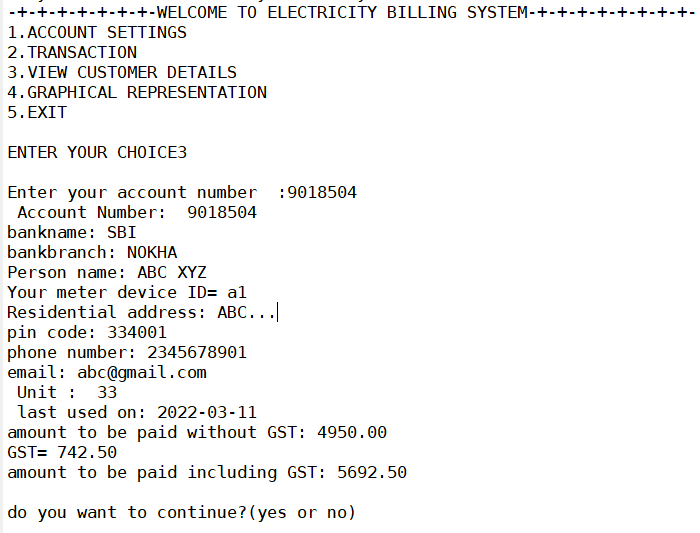 -+-+-+-+-+-+-+-WELCOME TO ELECTRICITY BILLING SYSTEM-+-+-+-+-+-+-+-+-
1.ACCOUNT SETTINGS
2.TRANSACTION
3.VIEW CUSTOMER DETAILS
4.GRAPHICAL REPRESENTATION
5.EXIT
ENTER YOUR CHOICE3
Enter your account number  :9018504
Account Number:  9018504
bankname: SBI
bankbranch: NOKHA
Person name: ABC XYZ
Your meter device ID= a1
Residential address: ABC...
pin code: 334001
phone number: 2345678901
email: abc@gmail.com
Unit :  33
last used on: 2022-03-11
amount to be paid without GST: 4950.00
GST= 742.50
amount to be paid including GST: 5692.50
do you want to continue?(yes or no)